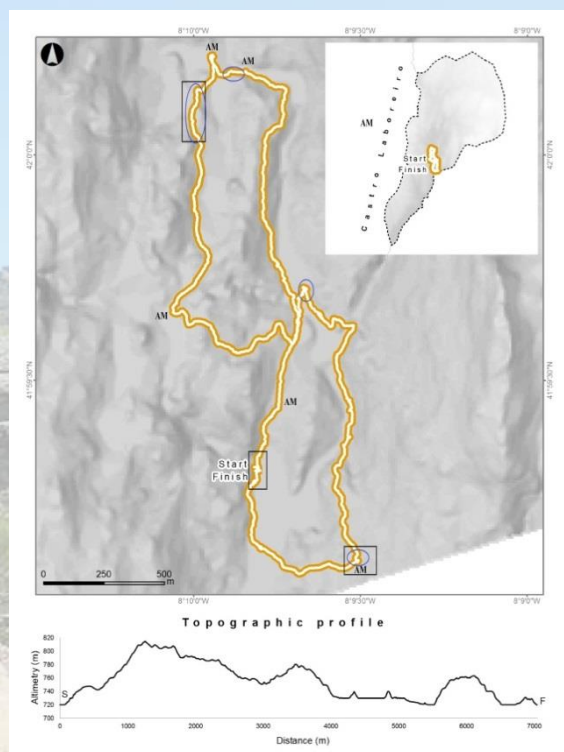 8°10'0"W
8°9'30"W
AM
AM
42°0'0"N
42°0'0"N
AM
Castro Laboreiro
Start
Finish
AM
41°59'30"N
41°59'30"N
AM
Start
Finish
AM
0 250 500
m
8°10'0"W 8°9'30"W 8°9'0"W
Topographic profile
Altimetry (m)
820
800
780
760
740
720
700
S
F
0 1000 2000 3000 4000 5000 6000 7000
Distance (m)